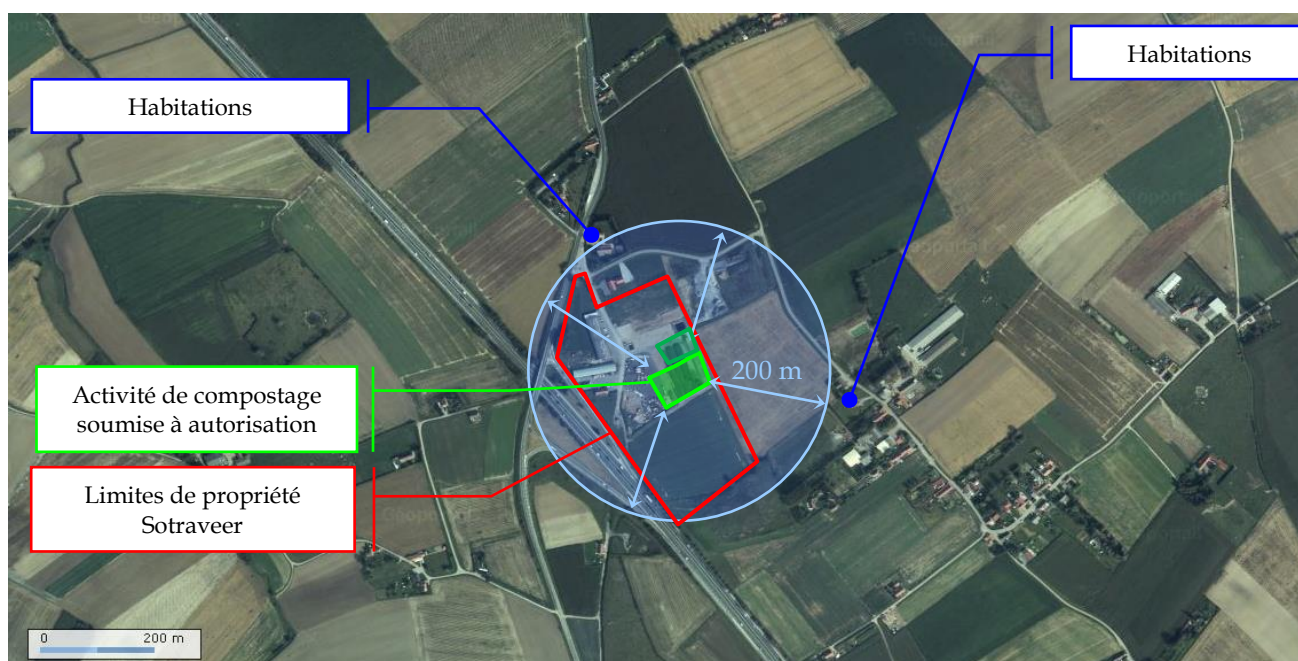 Habitations
Habitations
200 m
Activité de compostage
soumise à autorisation
Limites de propriété
Sotraveer
0 200 m